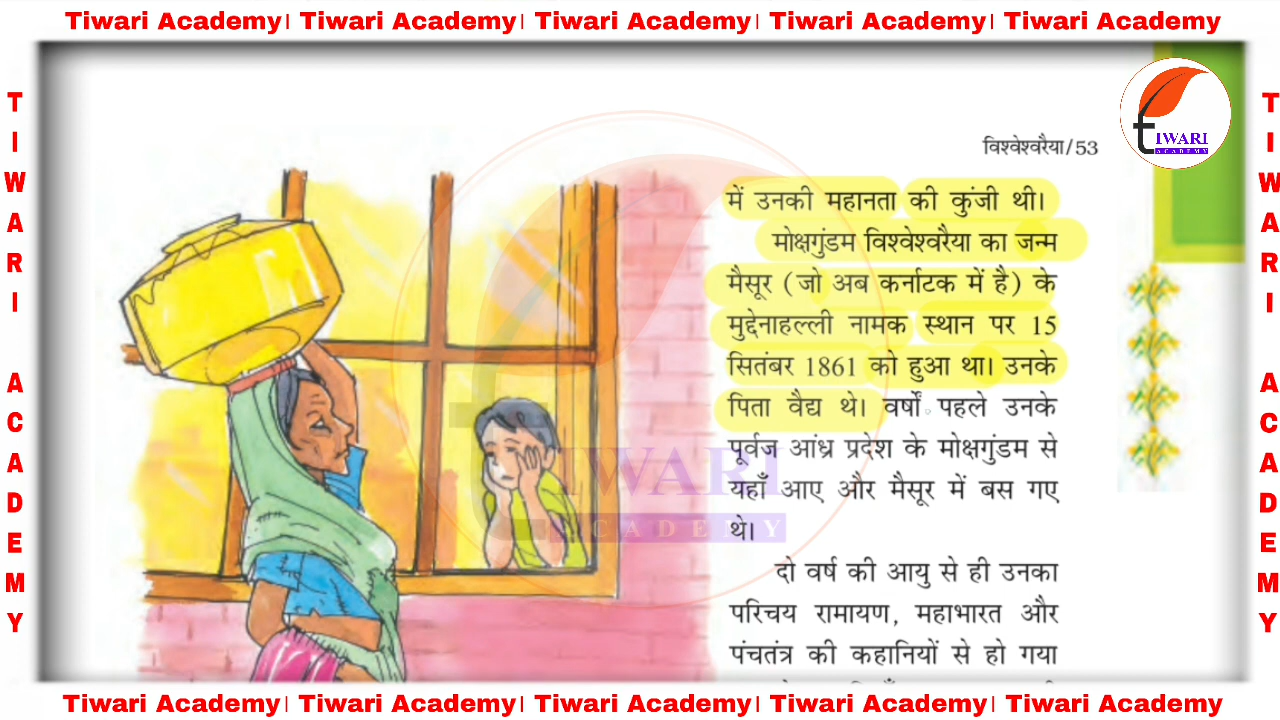 Tiwari Academy। Tiwari Academy। Tiwari Academy। Tiwari Academy। Tiwari Academy
TIWARI ACADEMY
TIWARI ACADEMY
tIWARI
ACADEMY
विश्वेश्वरैया/53
में उनकी महानता की कुंजी थी।
मोक्षगुंडम विश्वेश्वरैया का जन्म
मैसूर (जो अब कर्नाटक में है) के
मुद्देनाहल्ली नामक स्थान पर 15
सितंबर 1861 को हुआ था। उनके
पिता वैद्य थे। वर्षों पहले उनके
पूर्वज आंध्र प्रदेश के मोक्षगुंडम से
यहाँ आए और मैसूर में बस गए
थे।
दो वर्ष की आयु से ही उनका
परिचय रामायण, महाभारत और
पंचतंत्र की कहानियों से हो गया
tIWARI
ACADEMY
Tiwari Academy। Tiwari Academy। Tiwari Academy। Tiwari Academy। Tiwari Academy